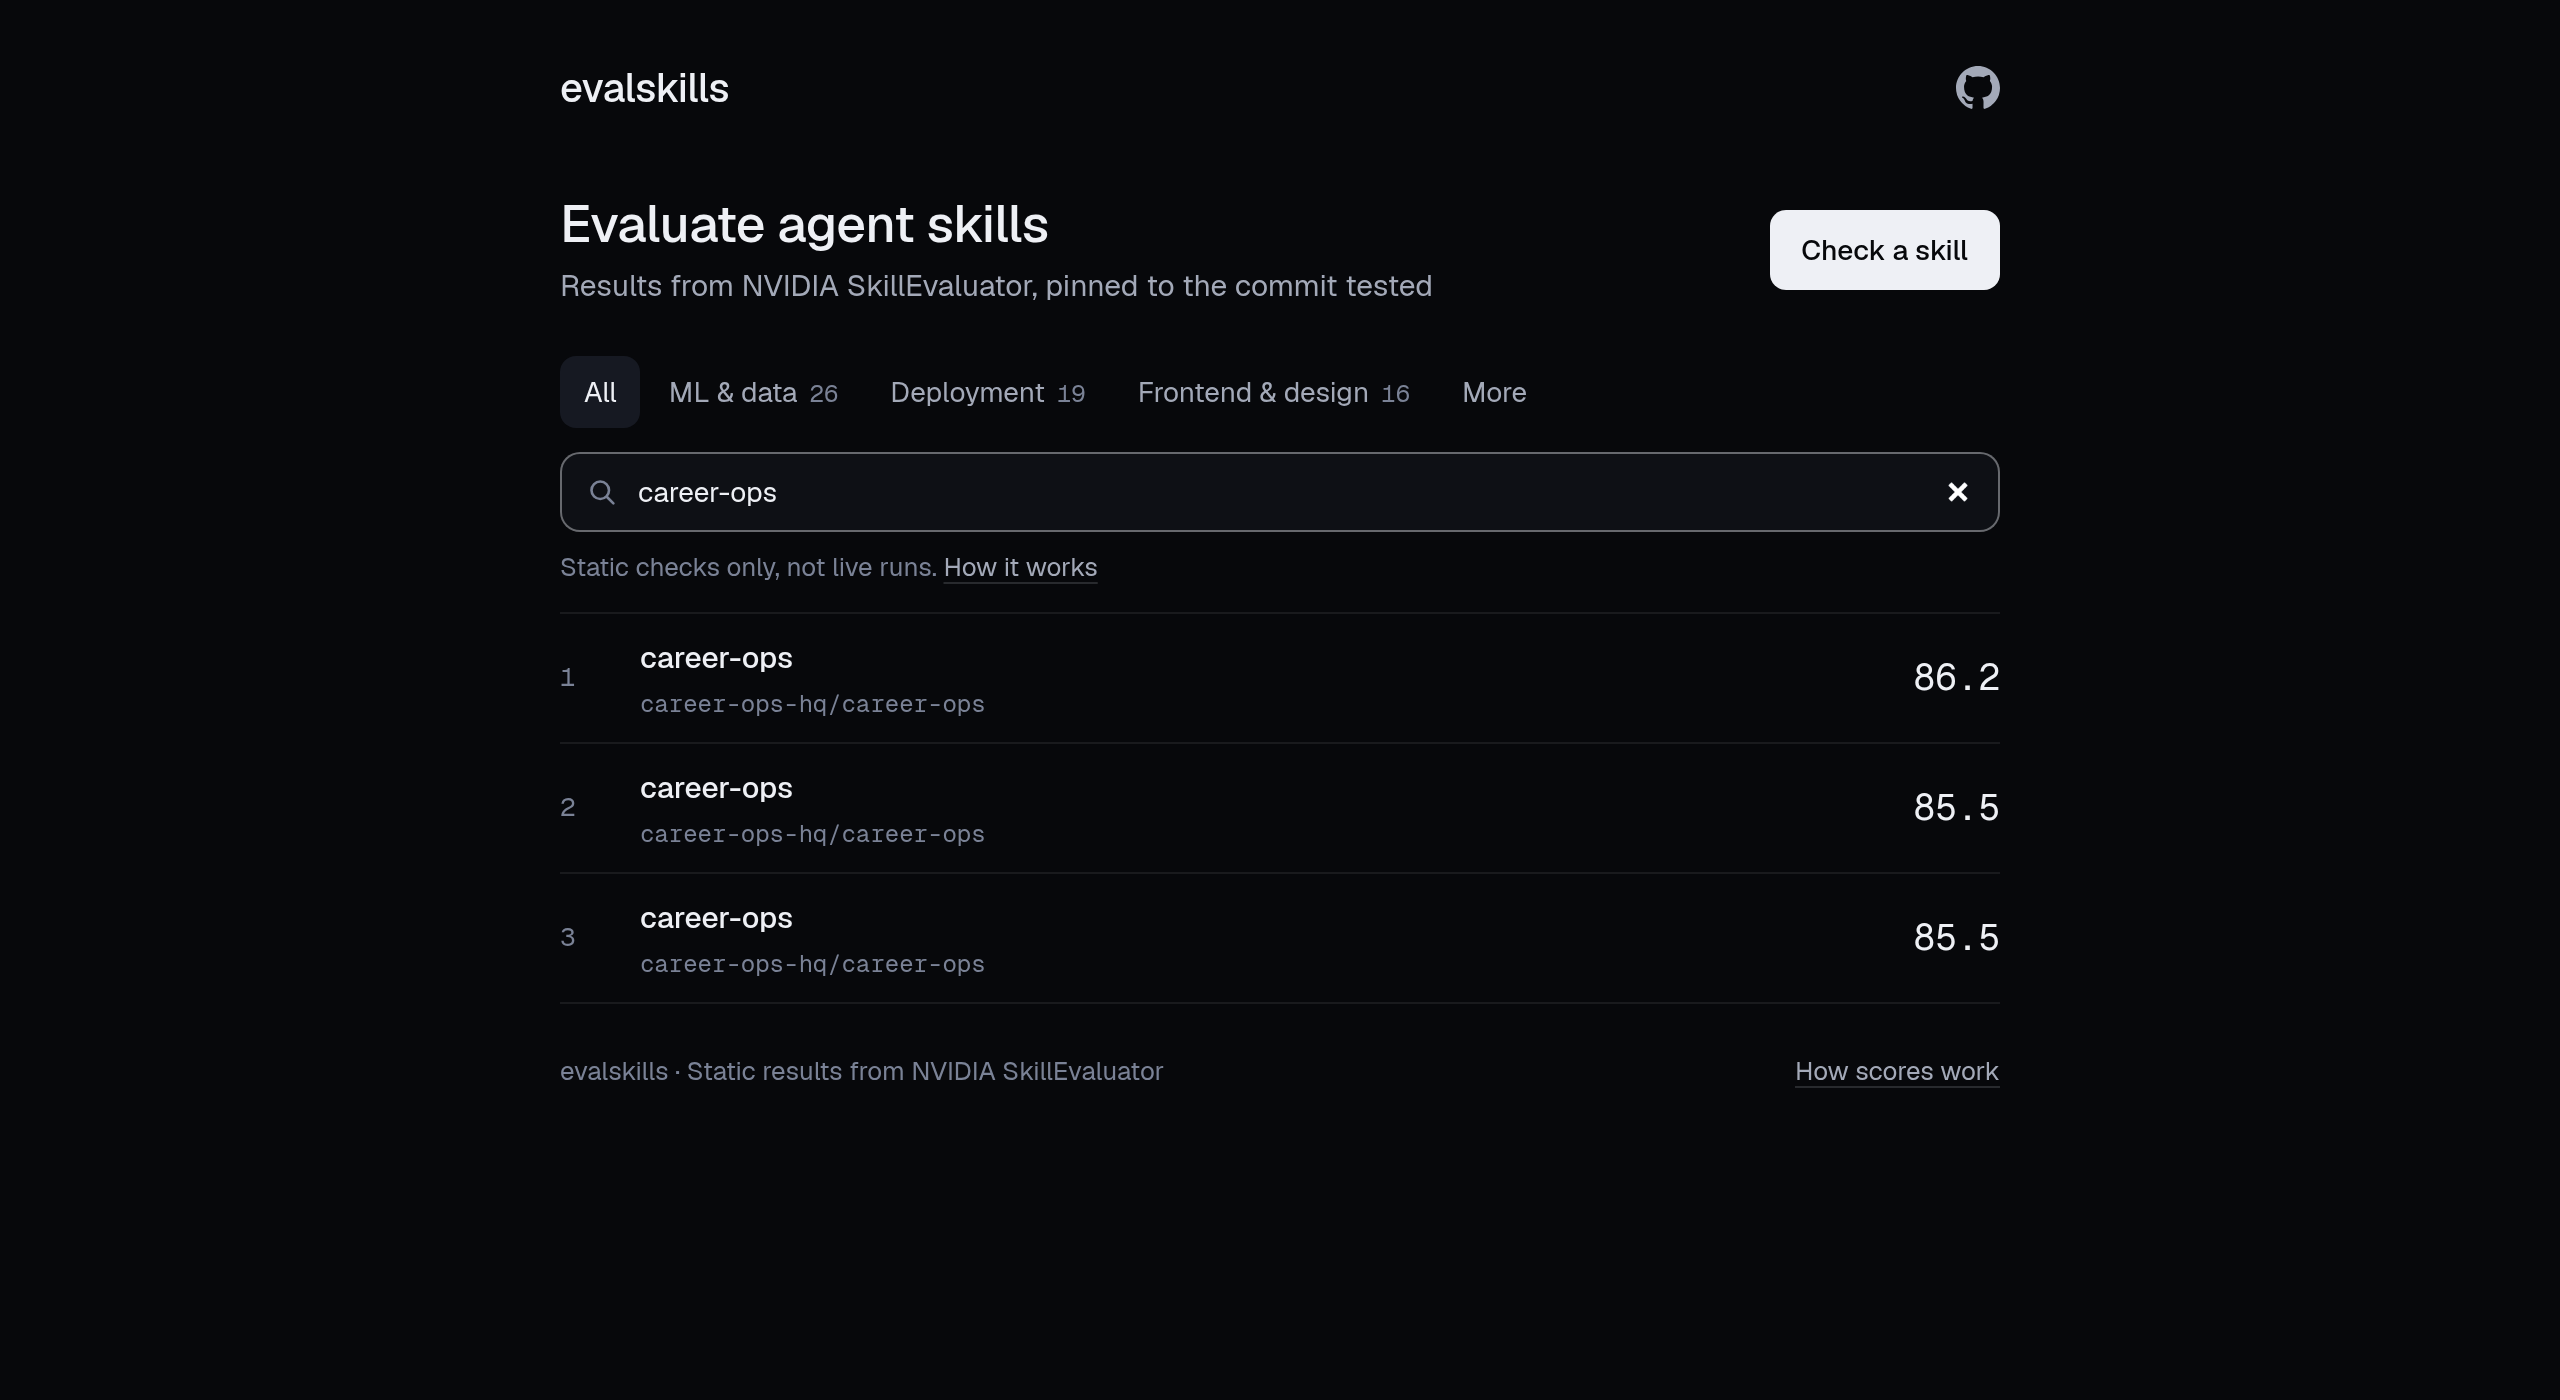 evalskills
Evaluate agent skills
Check a skill
Results from NVIDIA SkillEvaluator, pinned to the commit tested
All ML & data 26 Deployment 19 Frontend & design 16 More
career-ops
Static checks only, not live runs. How it works
1 career-ops 86.2
career-ops-hq/career-ops
2 career-ops 85.5
career-ops-hq/career-ops
3 career-ops 85.5
career-ops-hq/career-ops
evalskills · Static results from NVIDIA SkillEvaluator How scores work